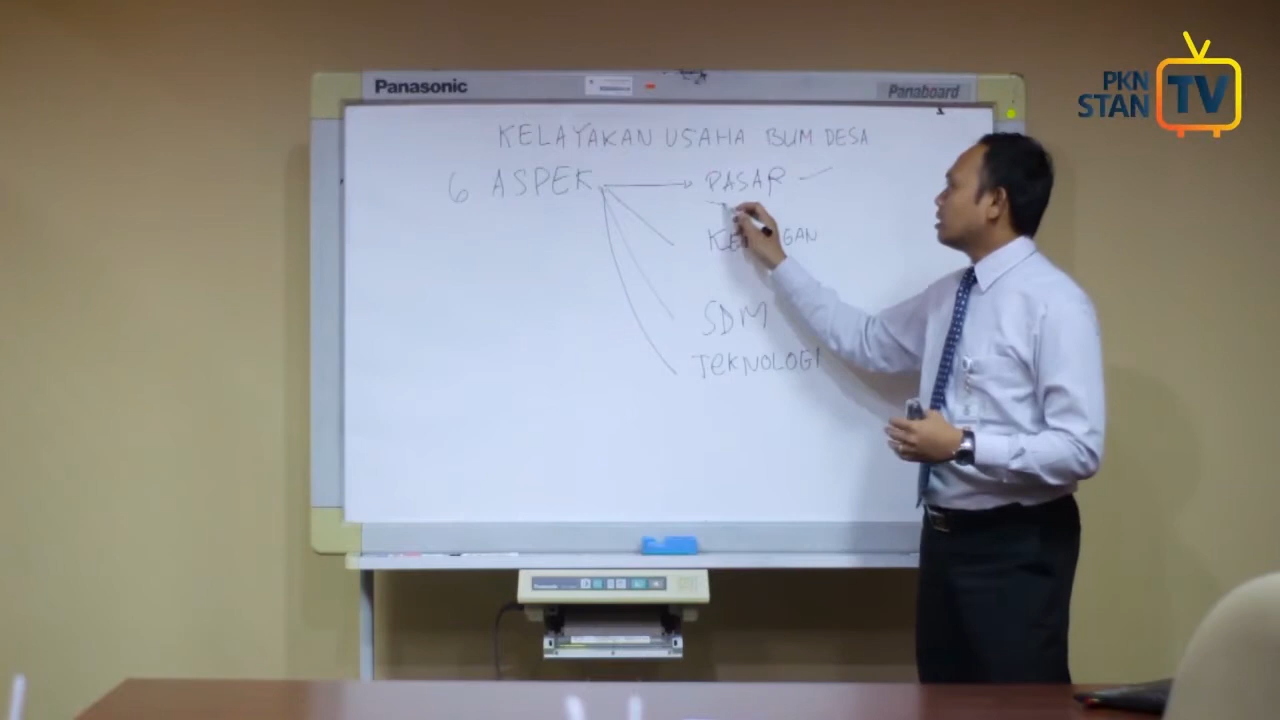 Panasonic
Panaboard
PKN
STAN TV
KELAYAKAN USAHA BUM DESA
6 ASPEK
PASAR
SDM
TEKNOLOGI